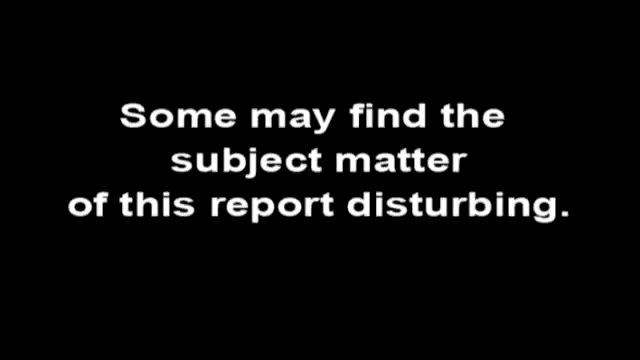 Some may find the
subject matter
of this report disturbing.